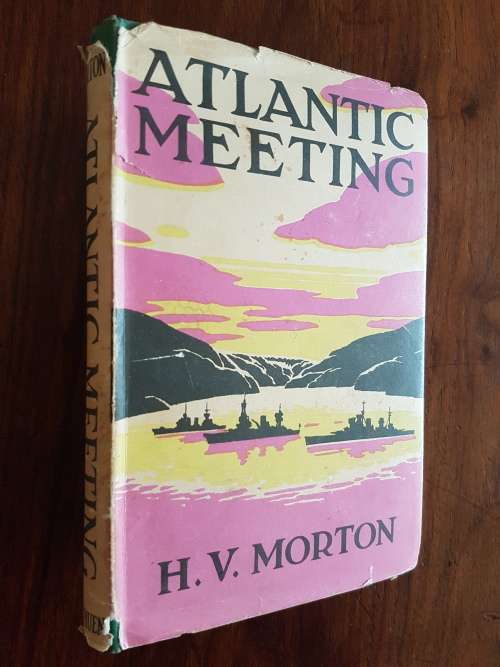 ATLANTIC
MEETING
H. V. MORTON
ATLANTIC MEETING